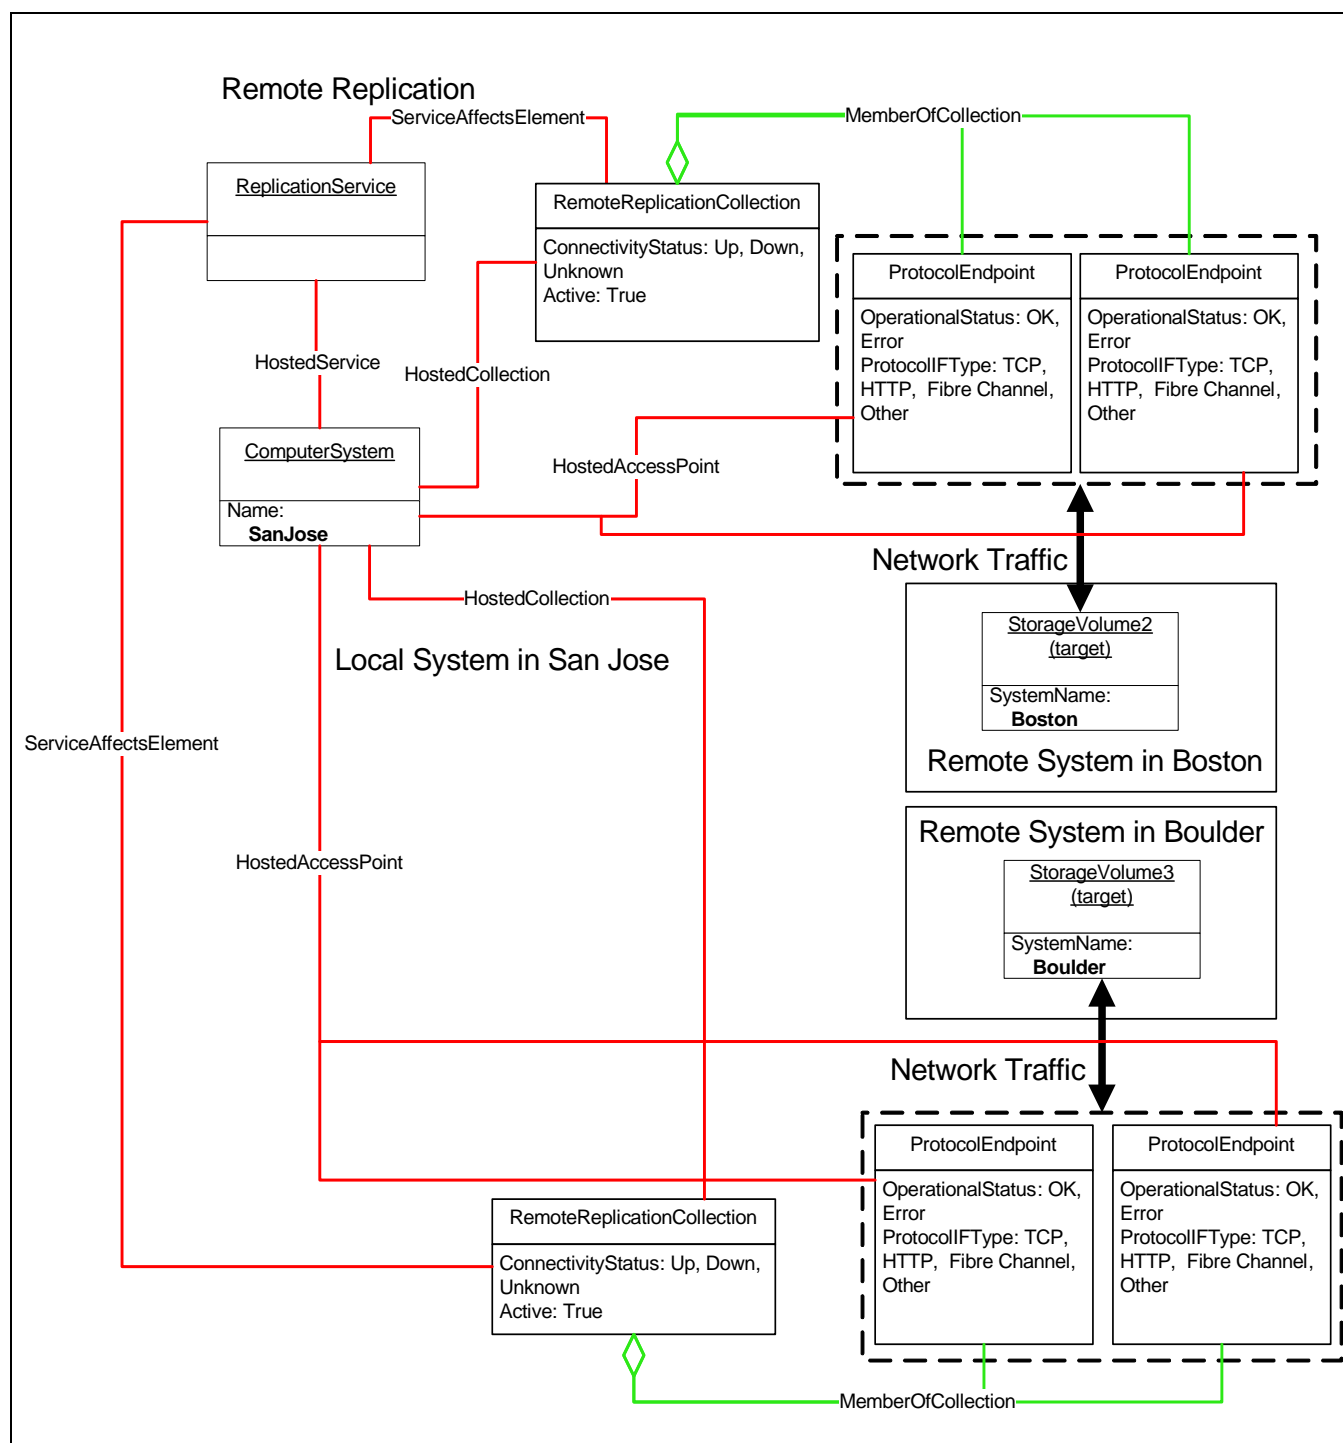 Remote Replication
ServiceAffectsElement
MemberOfCollection
ReplicationService
RemoteReplicationCollection
ConnectivityStatus: Up, Down,
Unknown
Active: True
ProtocolEndpoint
OperationalStatus: OK,
Error
ProtocolIFType: TCP,
HTTP, Fibre Channel,
Other
ProtocolEndpoint
OperationalStatus: OK,
Error
ProtocolIFType: TCP,
HTTP, Fibre Channel,
Other
HostedService
HostedCollection
ComputerSystem
Name:
SanJose
HostedAccessPoint
Network Traffic
HostedCollection
Local System in San Jose
StorageVolume2
(target)
SystemName:
Boston
Remote System in Boston
ServiceAffectsElement
Remote System in Boulder
StorageVolume3
(target)
SystemName:
Boulder
HostedAccessPoint
Network Traffic
ProtocolEndpoint
OperationalStatus: OK,
Error
ProtocolIFType: TCP,
HTTP, Fibre Channel,
Other
ProtocolEndpoint
OperationalStatus: OK,
Error
ProtocolIFType: TCP,
HTTP, Fibre Channel,
Other
RemoteReplicationCollection
ConnectivityStatus: Up, Down,
Unknown
Active: True
MemberOfCollection